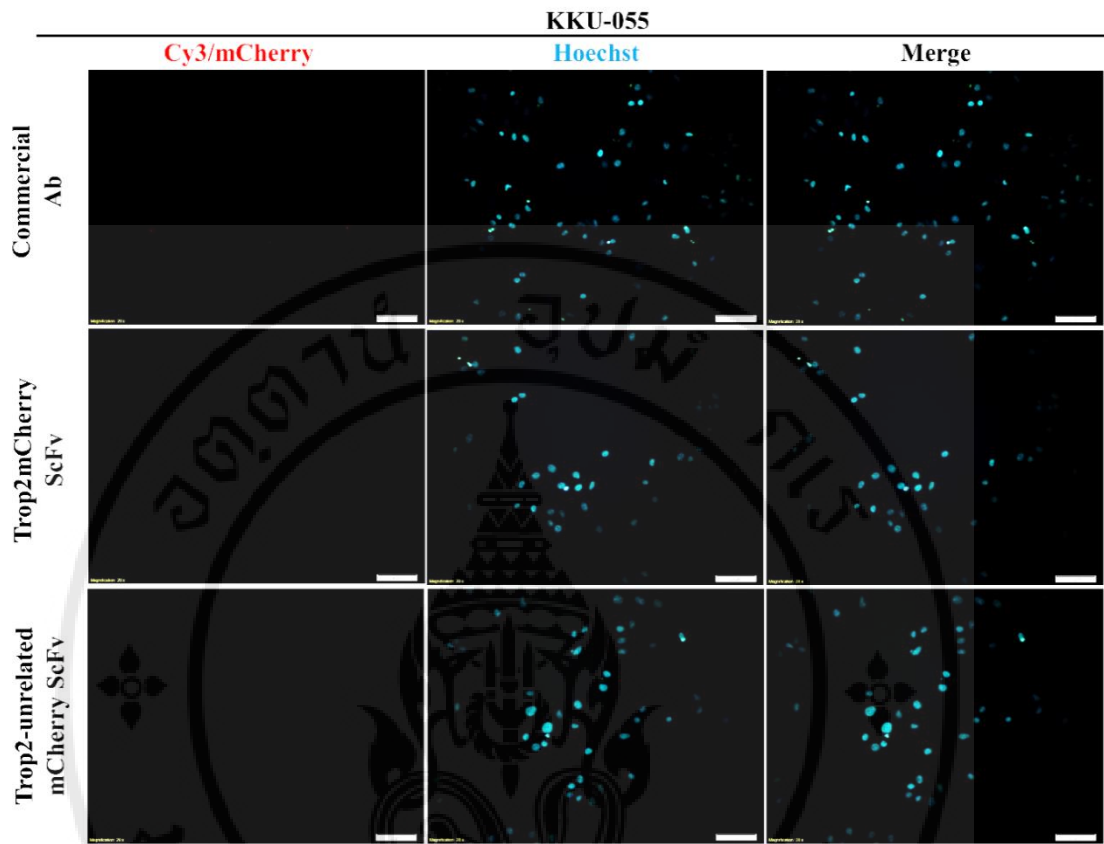 KKU-055
Cy3/mCherry Hoechst Merge
Commercial
Ab
Trop2mCherry
ScFv
Trop2-unrelated
mCherry ScFv